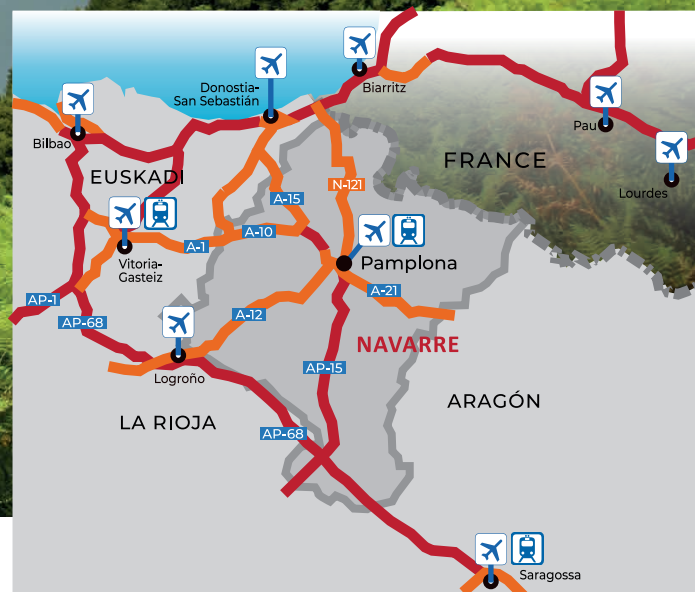 Donostia-
San Sebastián
Biarritz
Bilbao
Pau
FRANCE
EUSKADI
Lourdes
N-121
A-15
A-10
A-1
Vitoria-
Gasteiz
Pamplona
A-21
AP-1
AP-68
A-12
NAVARRE
AP-15
Logroño
ARAGÓN
LA RIOJA
AP-68
Saragossa